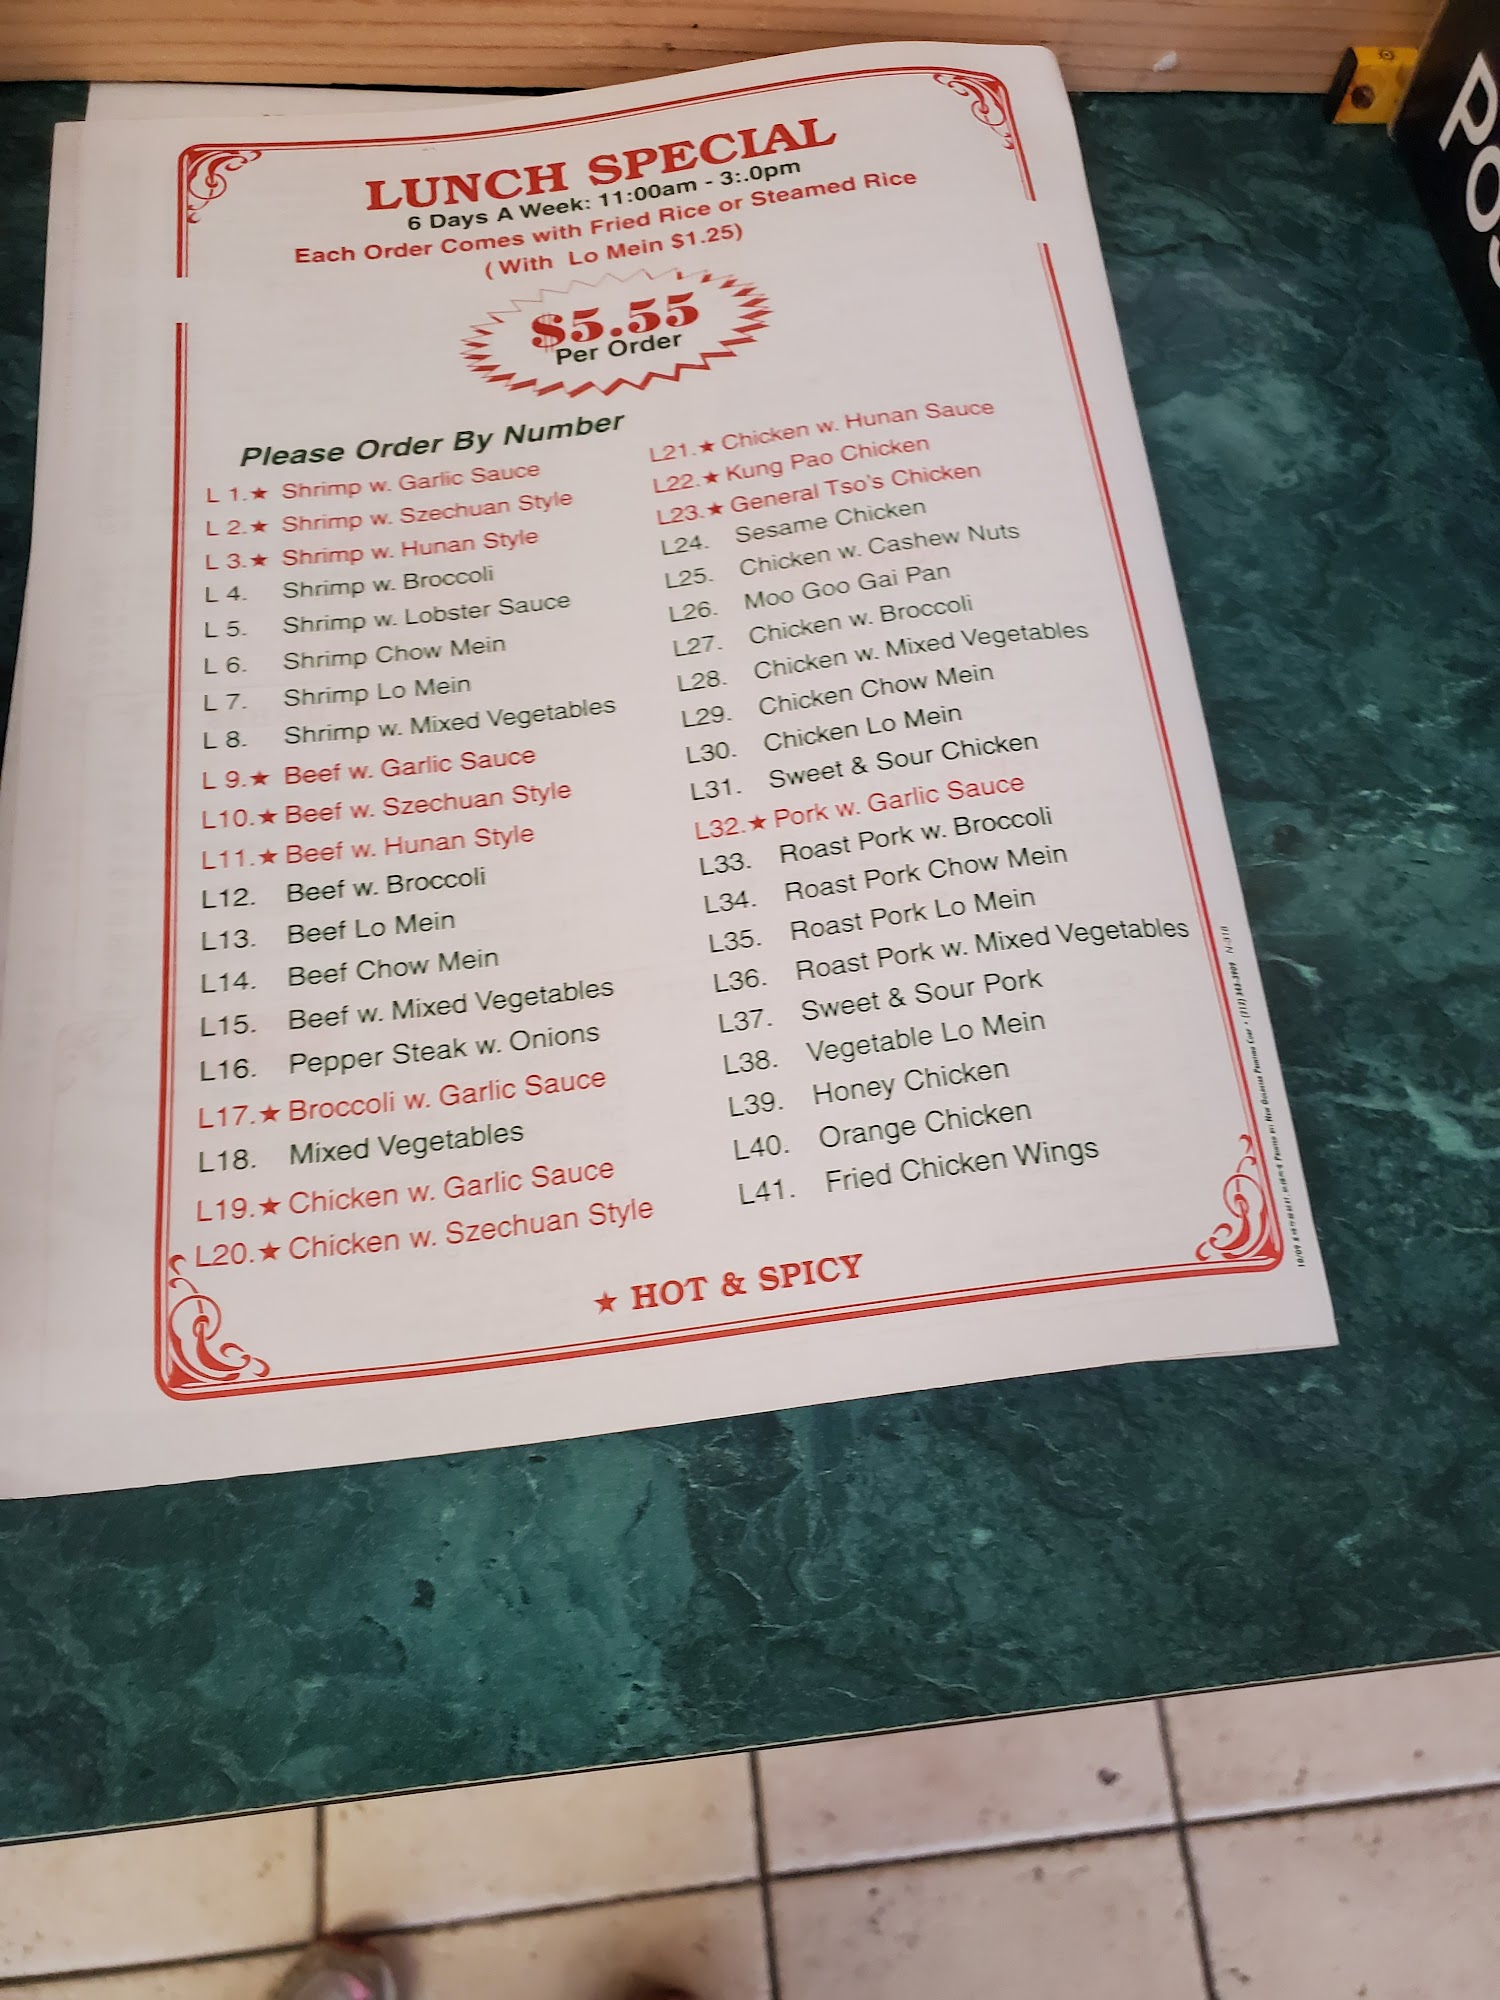 LUNCH SPECIAL
6 Days A Week: 11:00am - 3:.0pm
Each Order Comes with Fried Rice or Steamed Rice
( With Lo Mein $1.25)
$5.55
Per Order
Please Order By Number
L 1.★ Shrimp w. Garlic Sauce
L 2.★ Shrimp w. Szechuan Style
L 3.★ Shrimp w. Hunan Style
L 4. Shrimp w. Broccoli
L 5. Shrimp w. Lobster Sauce
L 6. Shrimp Chow Mein
L 7. Shrimp Lo Mein
L 8. Shrimp w. Mixed Vegetables
L 9.★ Beef w. Garlic Sauce
L10.★ Beef w. Szechuan Style
L11.★ Beef w. Hunan Style
L12. Beef w. Broccoli
L13. Beef Lo Mein
L14. Beef Chow Mein
L15. Beef w. Mixed Vegetables
L16. Pepper Steak w. Onions
L17.★ Broccoli w. Garlic Sauce
L18. Mixed Vegetables
L19.★ Chicken w. Garlic Sauce
L20.★ Chicken w. Szechuan Style
L21.★ Chicken w. Hunan Sauce
L22.★ Kung Pao Chicken
L23.★ General Tso's Chicken
L24. Sesame Chicken
L25. Chicken w. Cashew Nuts
L26. Moo Goo Gai Pan
L27. Chicken w. Broccoli
L28. Chicken w. Mixed Vegetables
L29. Chicken Chow Mein
L30. Chicken Lo Mein
L31. Sweet & Sour Chicken
L32.★ Pork w. Garlic Sauce
L33. Roast Pork w. Broccoli
L34. Roast Pork Chow Mein
L35. Roast Pork Lo Mein
L36. Roast Pork w. Mixed Vegetables
L37. Sweet & Sour Pork
L38. Vegetable Lo Mein
L39. Honey Chicken
L40. Orange Chicken
L41. Fried Chicken Wings
★ HOT & SPICY